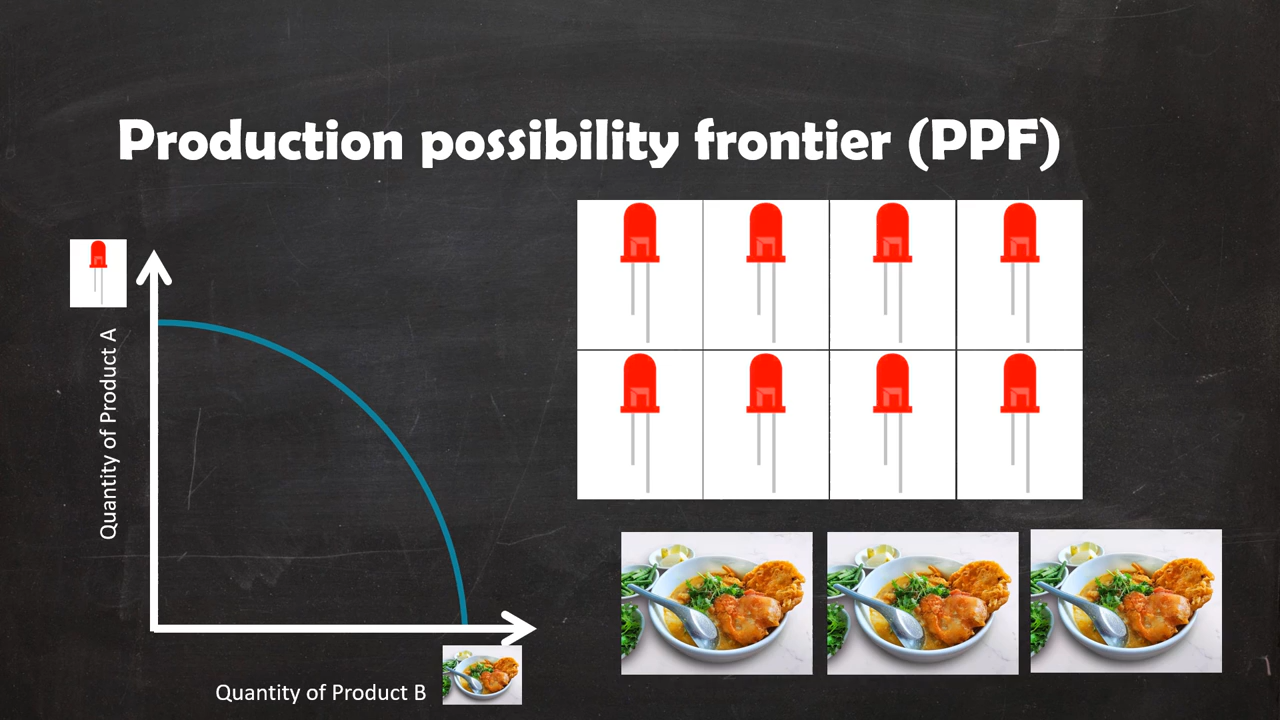 Production possibility frontier (PPF)
Quantity of Product A
Quantity of Product B